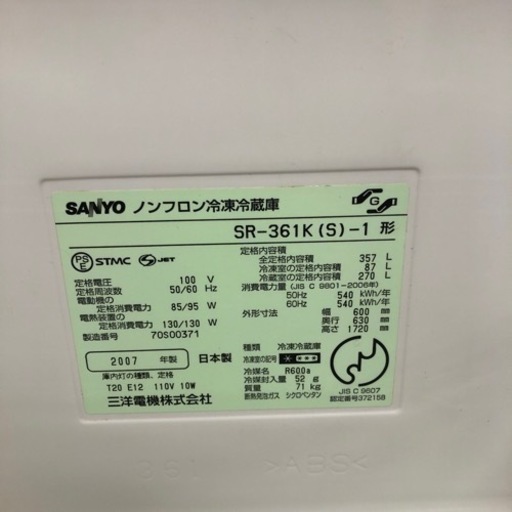 SANYO ノンフロン冷凍冷蔵庫
G
SR-361K(S)-1 形
PS E STMC S JET
定格電圧 100 V
定格周波数 50/60 Hz
電動機の
定格消費電力 85/95 W
電熱装置の
定格消費電力 130/130 W
製造番号 70S00371
2007 年製 日本製
庫内灯の種類、定格
T20 E12 110V 10W
三洋電機株式会社
定格内容積
全定格内容積 357 L
冷凍室の容積 87 L
冷蔵室の容積 270 L
消費電力量 (JIS C 9801-2006年)
50Hz 540 kWh/年
60Hz 540 kWh/年
外形寸法 幅 600 mm
奥行 630 mm
高さ 1720 mm
種類 冷凍冷蔵庫
冷凍室の記号
冷媒名 R600a
冷媒封入量 52 g
質量 71 kg
断熱発泡ガス シクロペンタン
JIS C 9607
認定番号372158
361 >ABS<